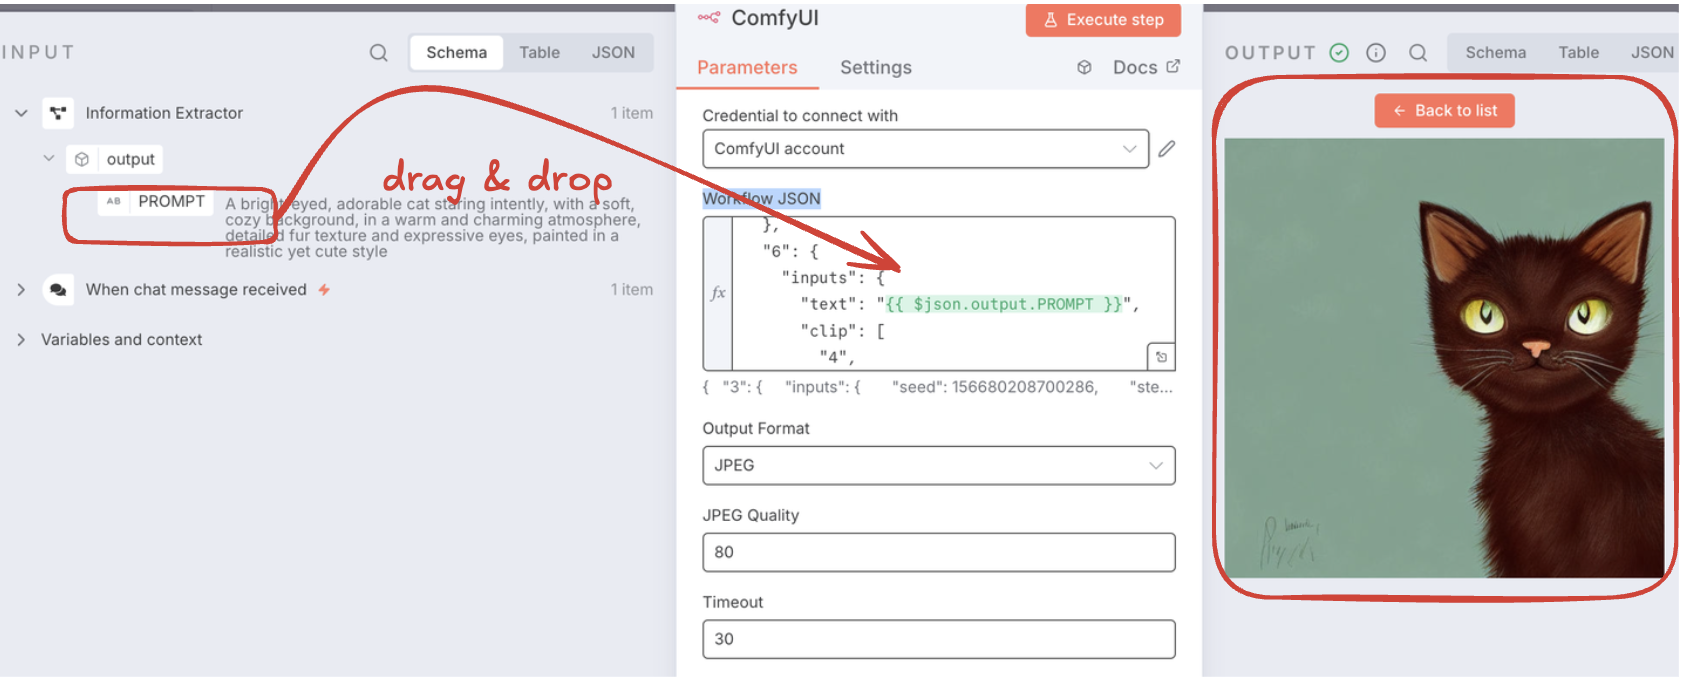 INPUT
Schema
Table
JSON
Information Extractor
1 item
output
drag & drop
AB
PROMPT
A bright-eyed, adorable cat staring intently, with a soft,
cozy background, in a warm and charming atmosphere,
detailed fur texture and expressive eyes, painted in a
realistic yet cute style
When chat message received
1 item
Variables and context
ComfyUI
Execute step
Parameters
Settings
Docs
Credential to connect with
ComfyUI account
Workflow JSON
fx
},
"6": {
"inputs": {
"text": "{{ $json.output.PROMPT }}",
"clip": [
"4",
{ "3": { "inputs": { "seed": 156680208700286, "ste...
Output Format
JPEG
JPEG Quality
80
Timeout
30
OUTPUT
Schema
Table
JSON
Back to list